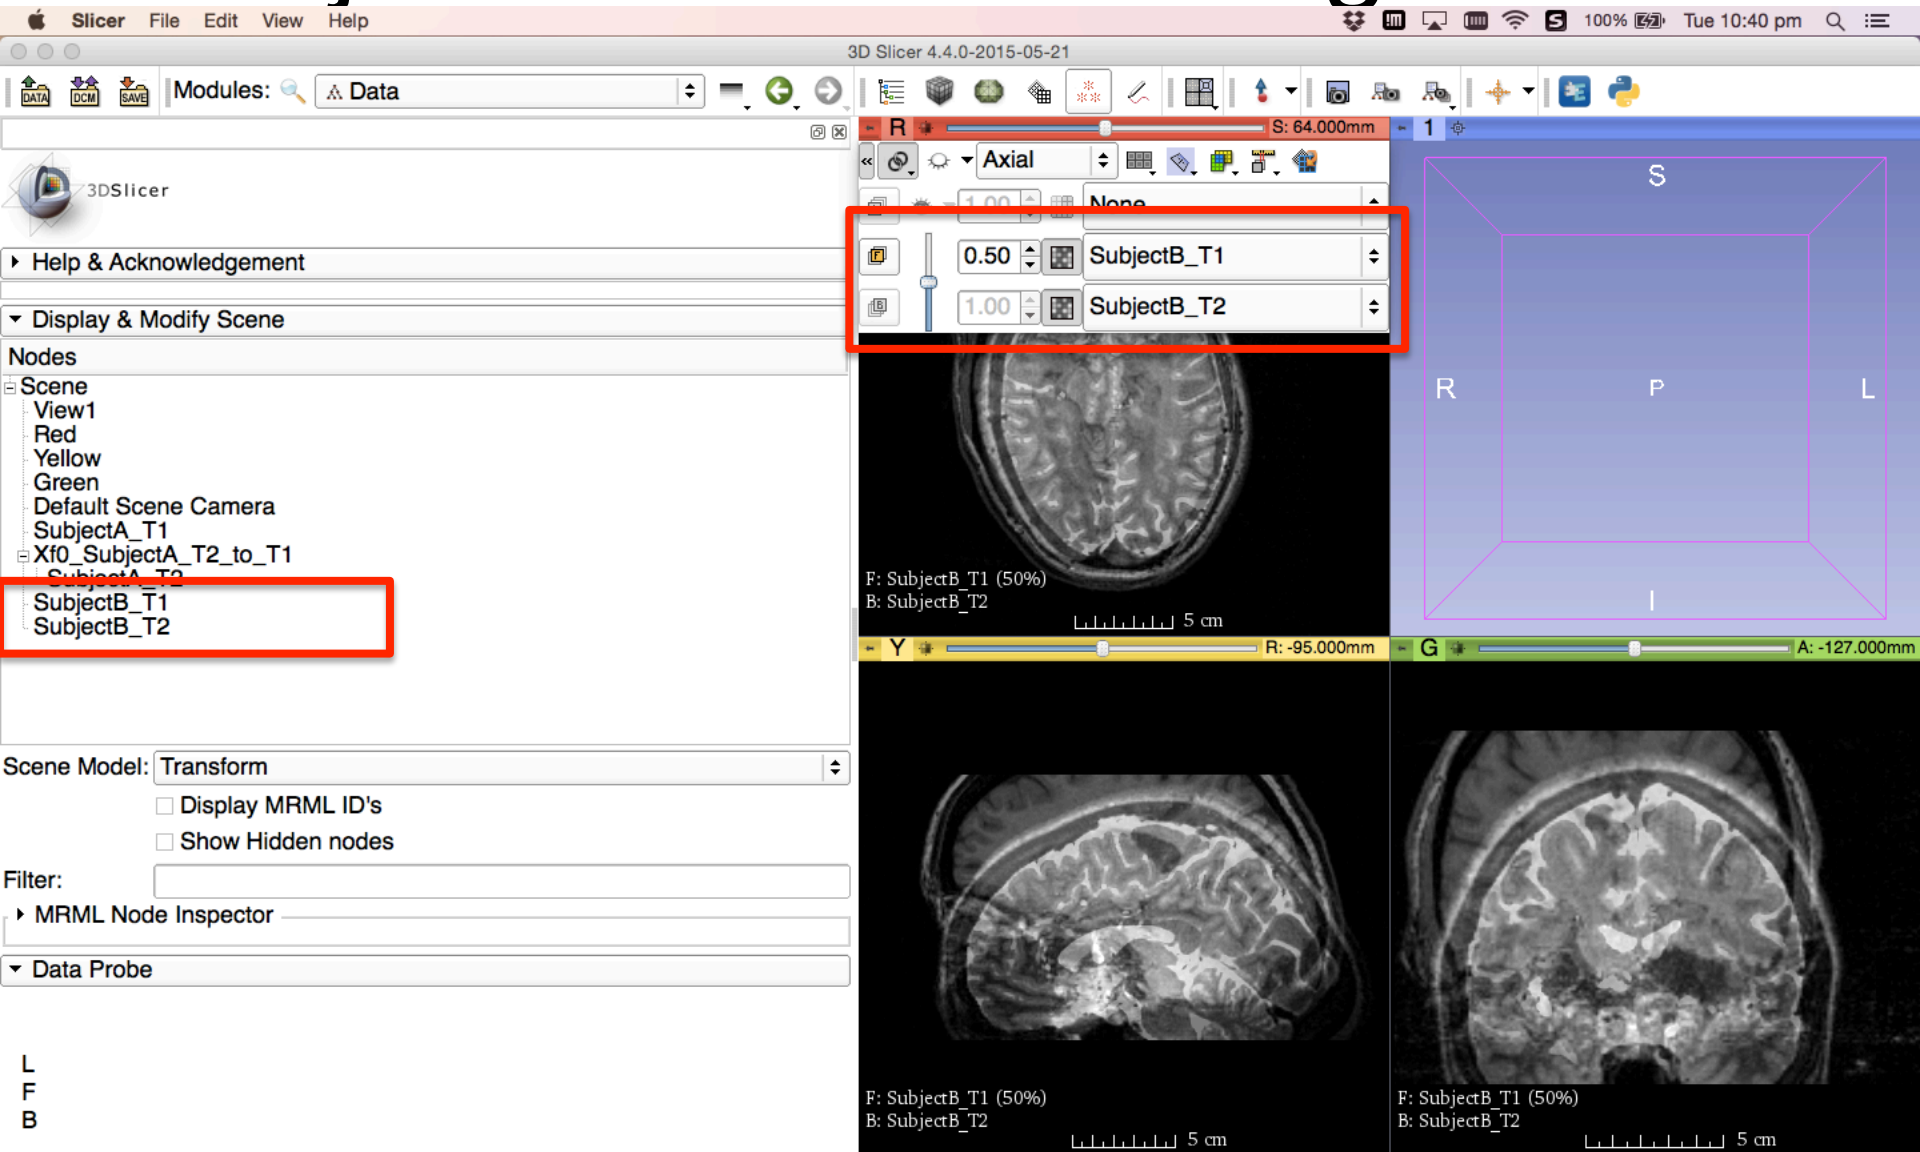 Slicer File Edit View Help
100% Tue 10:40 pm
3D Slicer 4.4.0-2015-05-21
DATA DCM SAVE Modules: Data
R S: 64.000mm
1
3DSlicer
Axial
1.00 None
Help & Acknowledgement
F 0.50 SubjectB_T1
B 1.00 SubjectB_T2
Display & Modify Scene
Nodes
Scene
View1
Red
Yellow
Green
Default Scene Camera
SubjectA_T1
Xf0_SubjectA_T2_to_T1
SubjectA_T2
SubjectB_T1
SubjectB_T2
Scene Model: Transform
Display MRML ID's
Show Hidden nodes
Filter:
MRML Node Inspector
Data Probe
L
F
B
F: SubjectB_T1 (50%)
B: SubjectB_T2
5 cm
S
R P L
I
Y R: -95.000mm
G A: -127.000mm
F: SubjectB_T1 (50%)
B: SubjectB_T2
5 cm
F: SubjectB_T1 (50%)
B: SubjectB_T2
5 cm